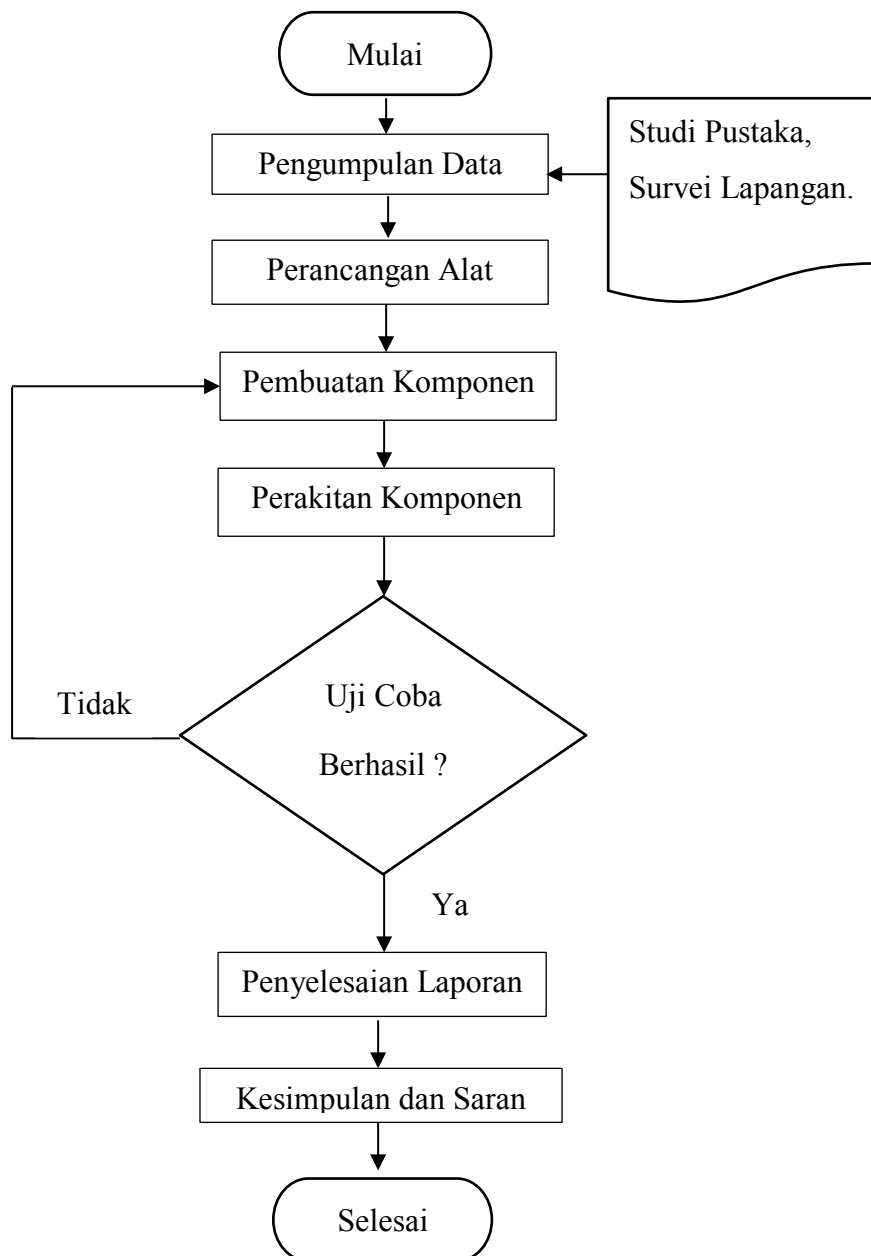 Mulai
Pengumpulan Data
Studi Pustaka,
Survei Lapangan.
Perancangan Alat
Pembuatan Komponen
Perakitan Komponen
Tidak
Uji Coba
Berhasil ?
Ya
Penyelesaian Laporan
Kesimpulan dan Saran
Selesai